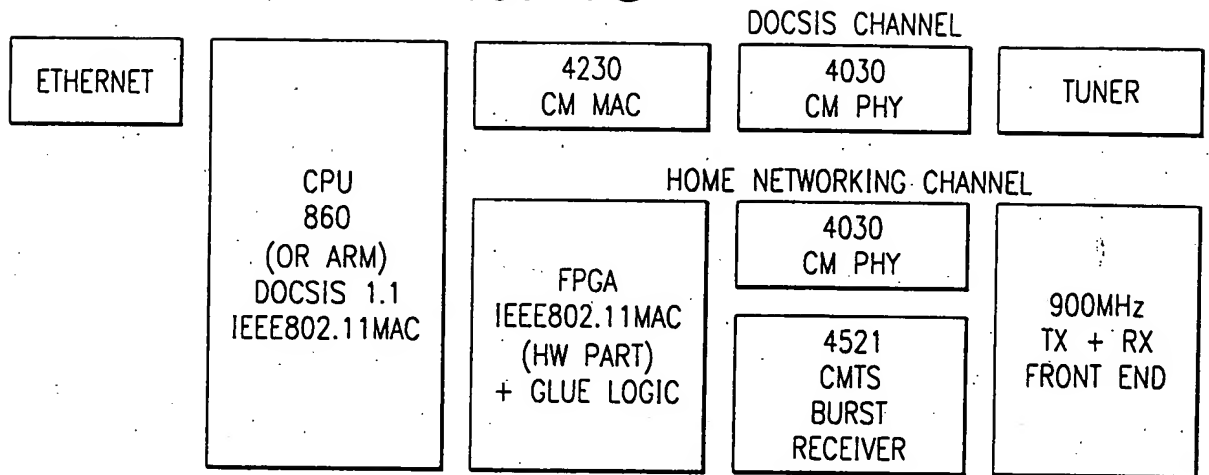 DOCSIS CHANNEL
ETHERNET
CPU
860
(OR ARM)
DOCSIS 1.1
IEEE802.11MAC
4230
CM MAC
4030
CM PHY
TUNER
HOME NETWORKING CHANNEL
FPGA
IEEE802.11MAC
(HW PART)
+ GLUE LOGIC
4030
CM PHY
4521
CMTS
BURST
RECEIVER
900MHz
TX + RX
FRONT END